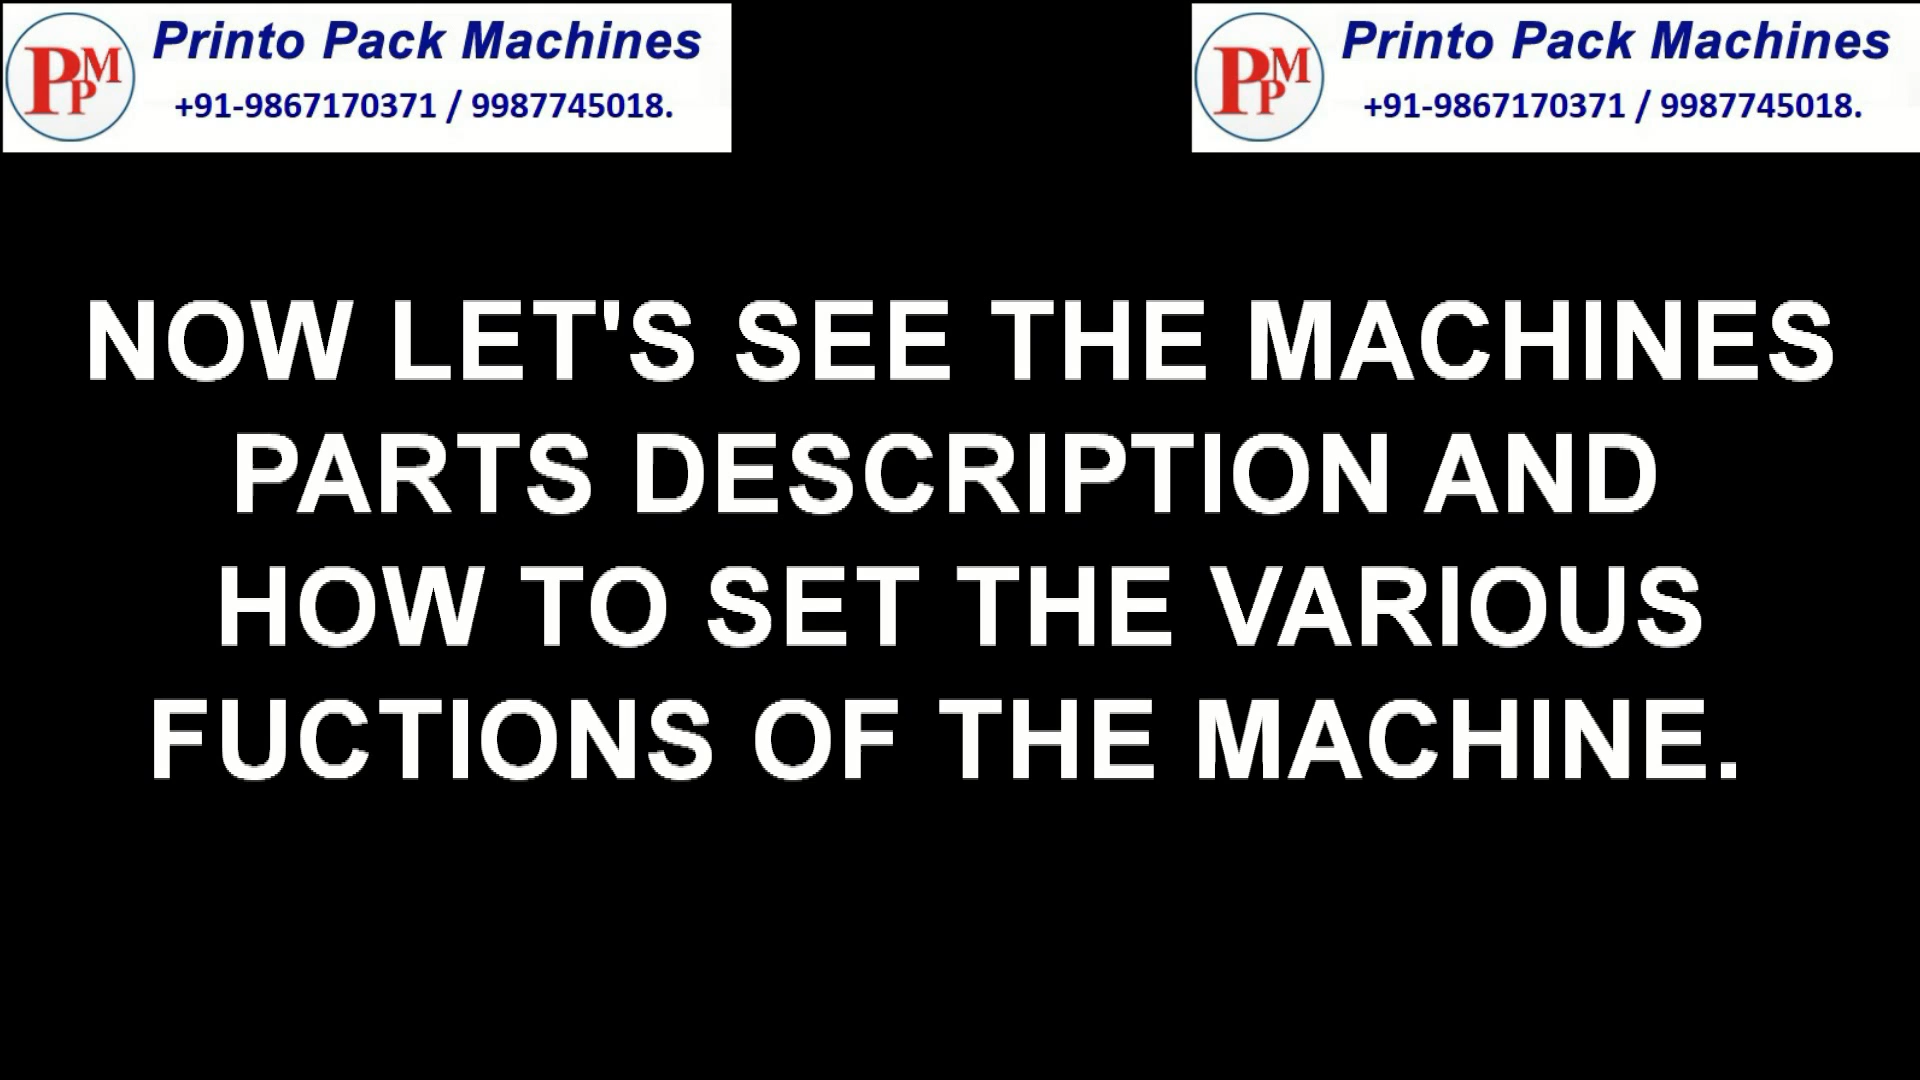 PPM
Printo Pack Machines
+91-9867170371 / 9987745018.
PPM
Printo Pack Machines
+91-9867170371 / 9987745018.
NOW LET'S SEE THE MACHINES
PARTS DESCRIPTION AND
HOW TO SET THE VARIOUS
FUCTIONS OF THE MACHINE.